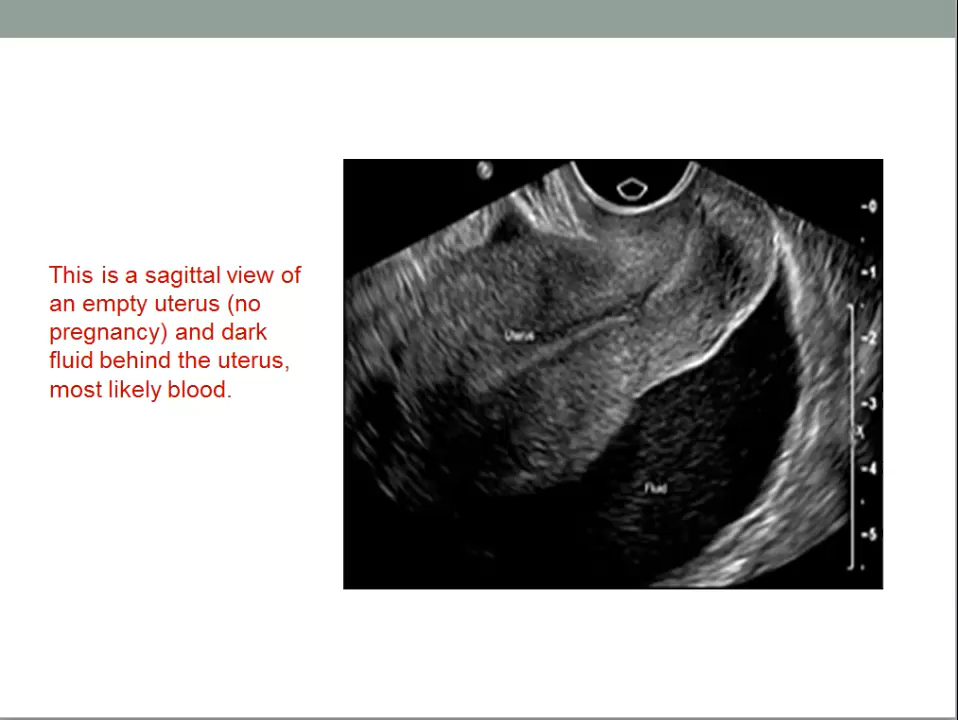 This is a sagittal view of
an empty uterus (no
pregnancy) and dark
fluid behind the uterus,
most likely blood.
Uterus
Fluid
-0
-1
-2
-3
X
-4
-5